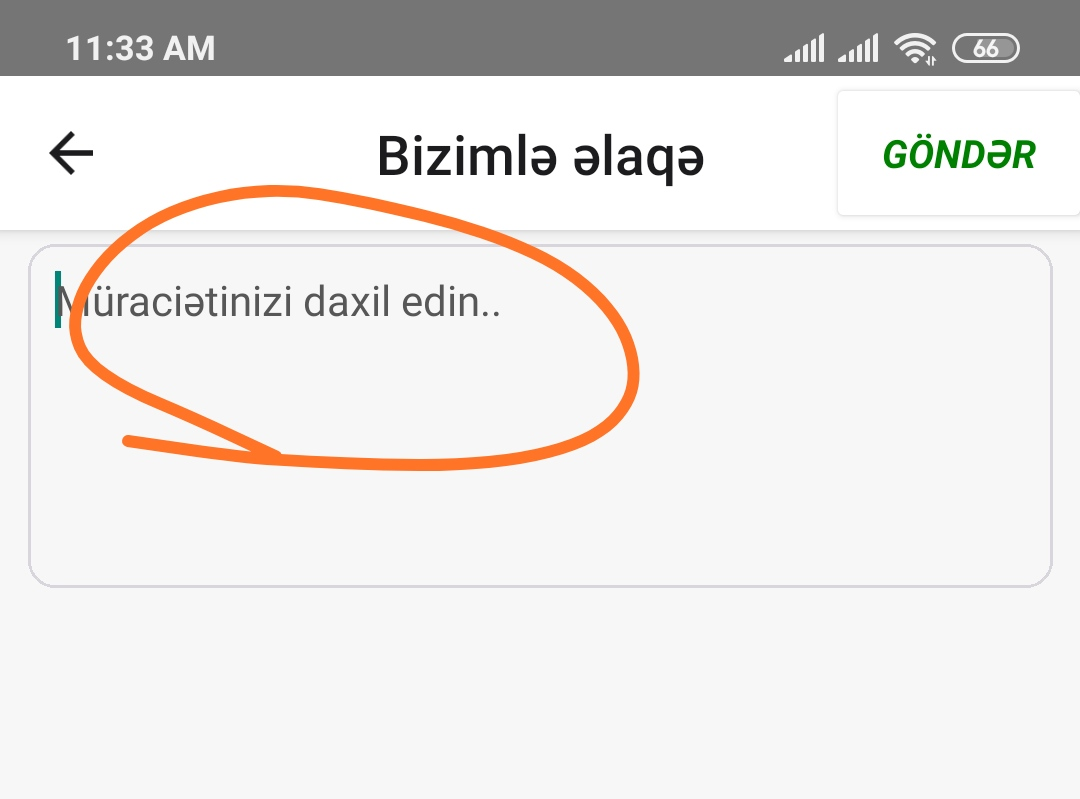 11:33 AM
66
Bizimlə əlaqə
GÖNDƏR
Müraciətinizi daxil edin..